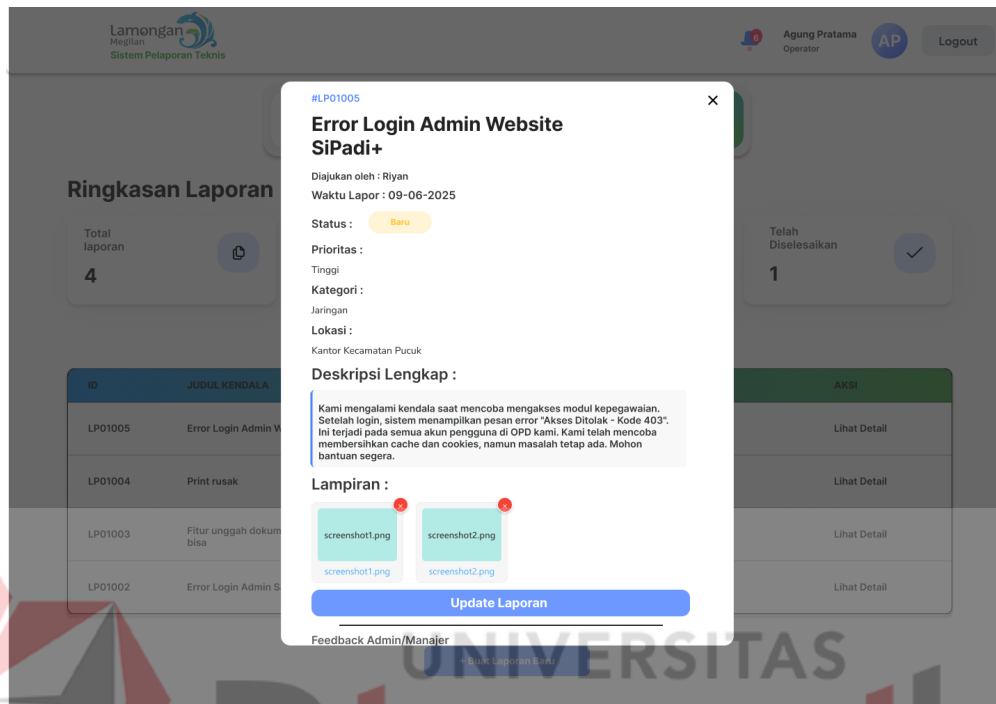 Lamongan
Megilan
Sistem Pelaporan Teknis
6
Agung Pratama
Operator
AP
Logout
#LP01005
Error Login Admin Website
SiPadi+
Diajukan oleh : Riyan
Waktu Lapor : 09-06-2025
Status :
Baru
Prioritas :
Tinggi
Kategori :
Jaringan
Lokasi :
Kantor Kecamatan Pucuk
Deskripsi Lengkap :
Kami mengalami kendala saat mencoba mengakses modul kepegawaian.
Setelah login, sistem menampilkan pesan error "Akses Ditolak - Kode 403".
Ini terjadi pada semua akun pengguna di OPD kami. Kami telah mencoba
membersihkan cache dan cookies, namun masalah tetap ada. Mohon
bantuan segera.
Lampiran :
screenshot1.png
screenshot2.png
screenshot1.png
screenshot2.png
Update Laporan
Feedback Admin/Manajer
Ringkasan Laporan
Total
laporan
4
Telah
Diselesaikan
1
ID
JUDUL KENDALA
AKSI
LP01005
Error Login Admin W
Lihat Detail
LP01004
Print rusak
Lihat Detail
LP01003
Fitur unggah dokum
bisa
Lihat Detail
LP01002
Error Login Admin S
Lihat Detail
+ Buat Laporan Baru
UNIVERSITAS